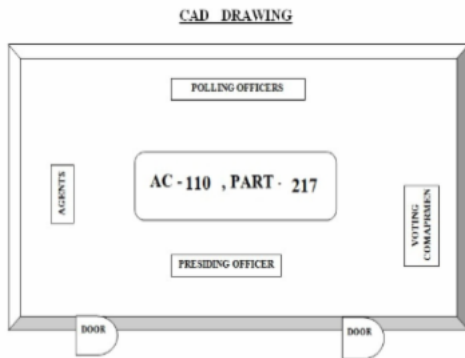 CAD DRAWING
POLLING OFFICERS
AC - 110 , PART - 217
AGENTS
VOTING
COMAPRMEN
PRESIDING OFFICER
DOOR
DOOR